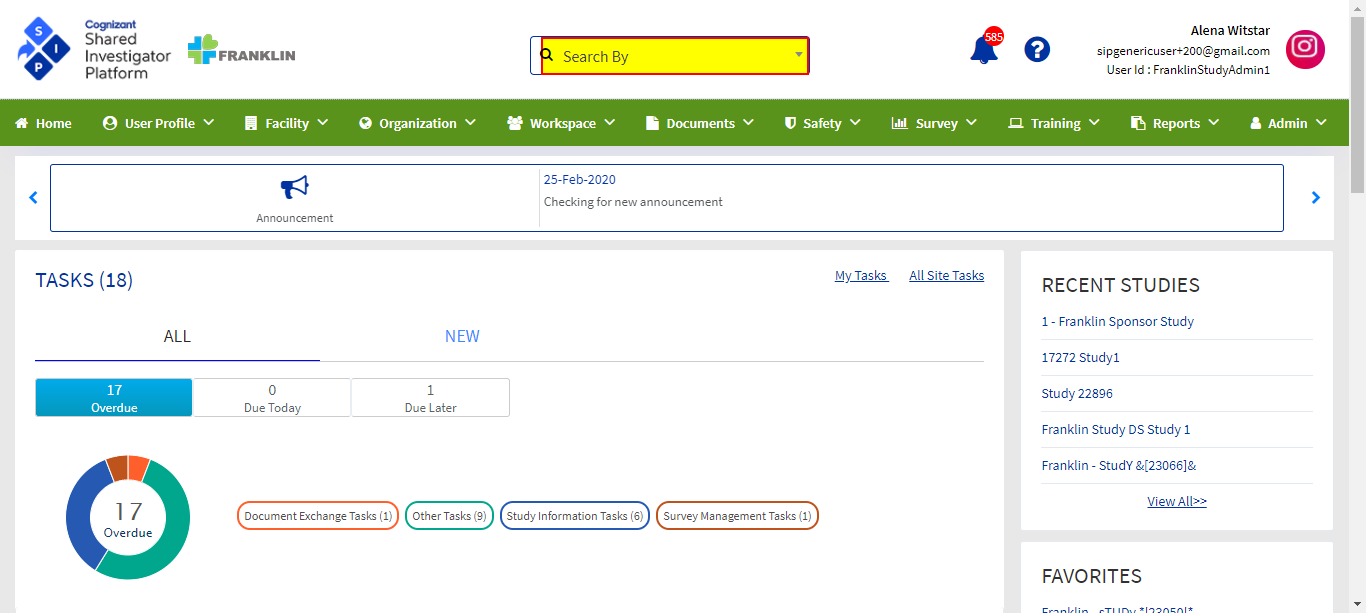 S
I
P
Cognizant
Shared
Investigator
Platform
FRANKLIN
Search By
585
?
Alena Witstar
sipgenericuser+200@gmail.com
User Id : FranklinStudyAdmin1
Home User Profile Facility Organization Workspace Documents Safety Survey Training Reports Admin
Announcement
25-Feb-2020
Checking for new announcement
TASKS (18)
My Tasks All Site Tasks
ALL NEW
17 0 1
Overdue Due Today Due Later
17
Overdue
Document Exchange Tasks (1) Other Tasks (9) Study Information Tasks (6) Survey Management Tasks (1)
RECENT STUDIES
1 - Franklin Sponsor Study
17272 Study1
Study 22896
Franklin Study DS Study 1
Franklin - StudY &[23066]&
View All>>
FAVORITES
Franklin - sTUDy *[23050]*